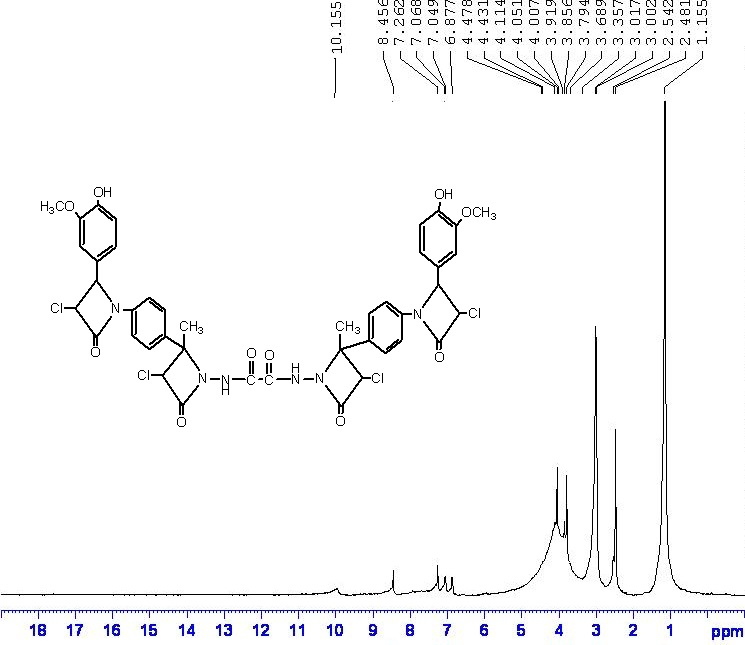 10.155
8.456
7.262
7.068
7.049
6.877
4.478
4.431
4.114
4.051
4.007
3.919
3.856
3.794
3.689
3.357
3.017
3.002
2.542
2.481
1.155
OH
H₃CO
OH
OCH₃
Cl
N
CH₃
CH₃
N
Cl
O
O
Cl
N
N
H
O
C
O
C
H
N
N
Cl
O
O
18 17 16 15 14 13 12 11 10 9 8 7 6 5 4 3 2 1 ppm